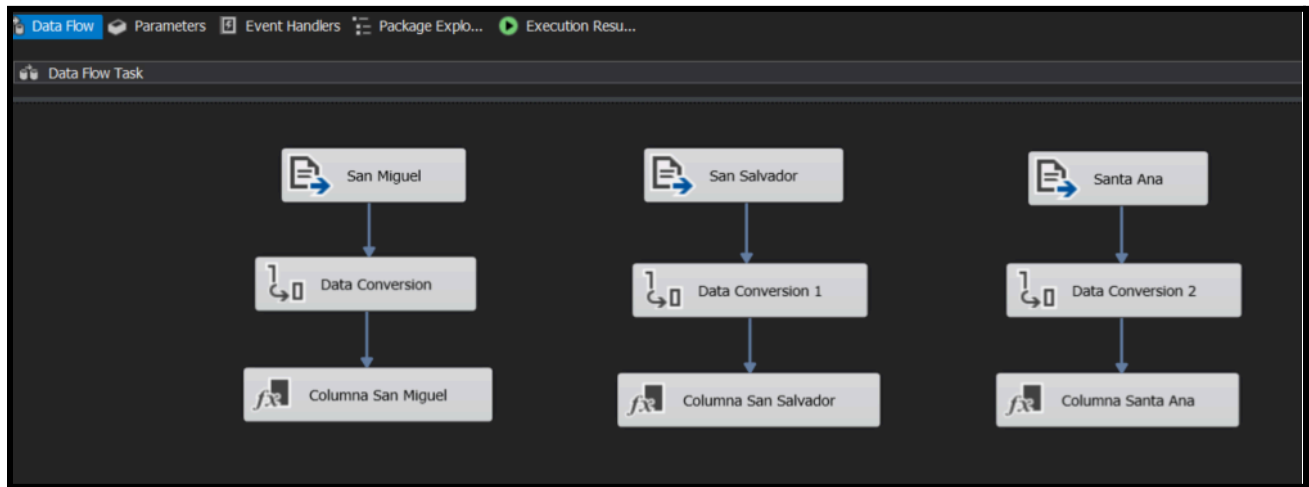 Data Flow Parameters Event Handlers Package Explo... Execution Resu...
Data Flow Task
San Miguel San Salvador Santa Ana
Data Conversion Data Conversion 1 Data Conversion 2
Columna San Miguel Columna San Salvador Columna Santa Ana